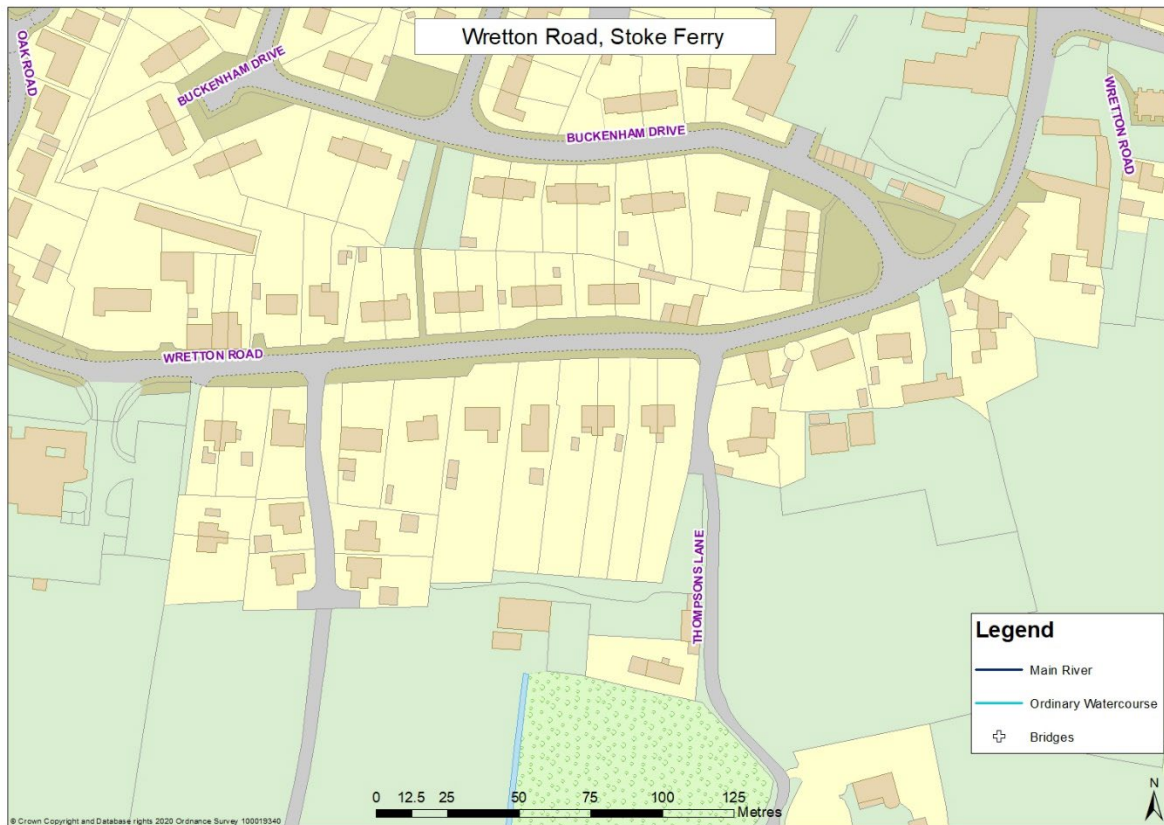 Wretton Road, Stoke Ferry
OAK ROAD
BUCKENHAM DRIVE
BUCKENHAM DRIVE
WRETTON ROAD
WRETTON ROAD
THOMPSONS LANE
Legend
Main River
Ordinary Watercourse
Bridges
0 12.5 25 50 75 100 125
Metres
N
© Crown Copyright and Database rights 2020 Ordnance Survey 100019340